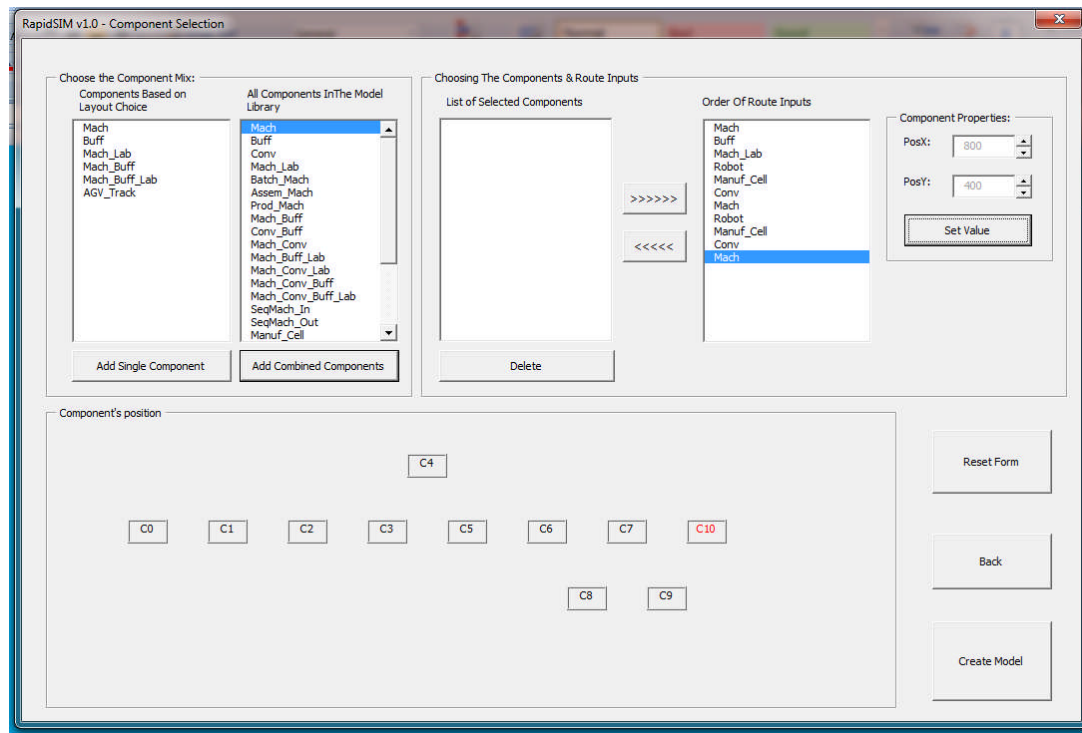 RapidSIM v1.0 - Component Selection
Choose the Component Mix:
Components Based on
Layout Choice
Mach
Buff
Mach_Lab
Mach_Buff
Mach_Buff_Lab
AGV_Track
All Components InThe Model
Library
Mach
Buff
Conv
Mach_Lab
Batch_Mach
Assem_Mach
Prod_Mach
Mach_Buff
Conv_Buff
Mach_Conv
Mach_Buff_Lab
Mach_Conv_Lab
Mach_Conv_Buff
Mach_Conv_Buff_Lab
SeqMach_In
SeqMach_Out
Manuf_Cell
Add Single Component
Add Combined Components
Choosing The Components & Route Inputs
List of Selected Components
>>>>>>
<<<<<
Delete
Order Of Route Inputs
Mach
Buff
Mach_Lab
Robot
Manuf_Cell
Conv
Mach
Robot
Manuf_Cell
Conv
Mach
Component Properties:
PosX: 800
PosY: 400
Set Value
Component's position
C4
C0 C1 C2 C3 C5 C6 C7 C10
C8 C9
Reset Form
Back
Create Model